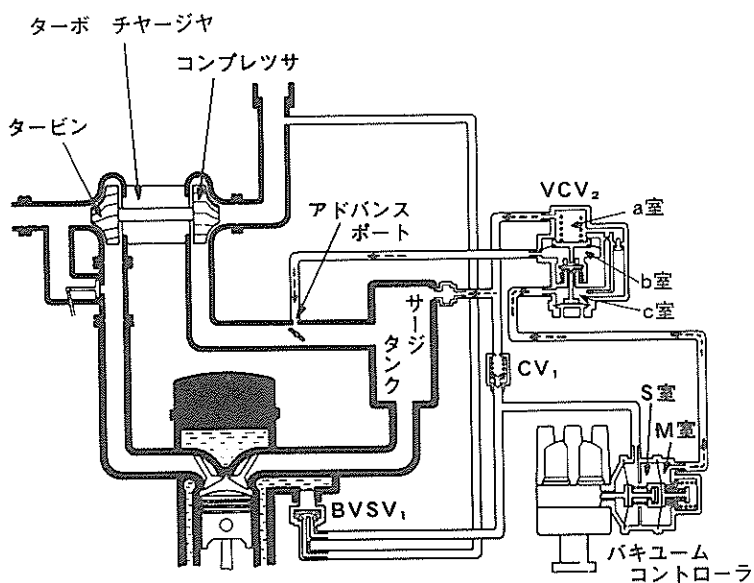 ターボ チヤージヤ
コンプレツサ
タービン
アドバンス
ポート
VCV₂
a室
b室
c室
サージ
タンク
CV₁
S室
M室
BVSV₁
バキユーム
コントローラ